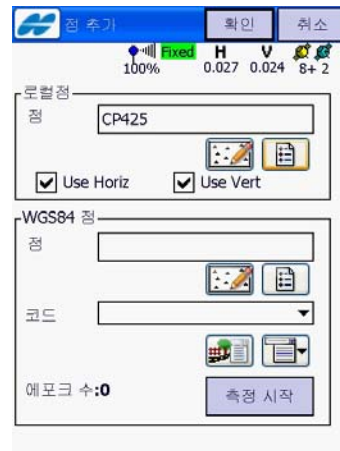 점 추가 확인 취소
Fixed H V
100% 0.027 0.024 8+ 2
로컬점
점 CP425
Use Horiz Use Vert
WGS84 점
점
코드
에포크 수:0 측정 시작